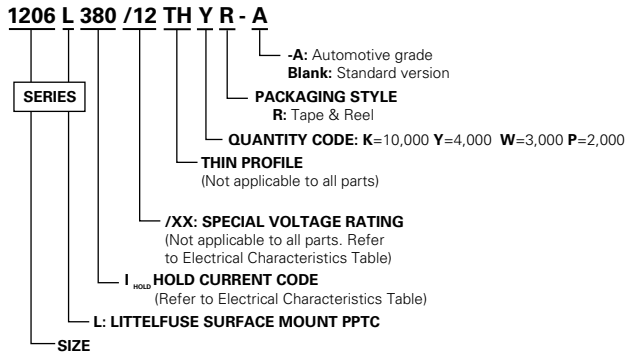 1206 L 380 /12 TH Y R - A
-A: Automotive grade
Blank: Standard version
SERIES
PACKAGING STYLE
R: Tape & Reel
QUANTITY CODE: K=10,000 Y=4,000 W=3,000 P=2,000
THIN PROFILE
(Not applicable to all parts)
/XX: SPECIAL VOLTAGE RATING
(Not applicable to all parts. Refer
to Electrical Characteristics Table)
I HOLD HOLD CURRENT CODE
(Refer to Electrical Characteristics Table)
L: LITTELFUSE SURFACE MOUNT PPTC
SIZE